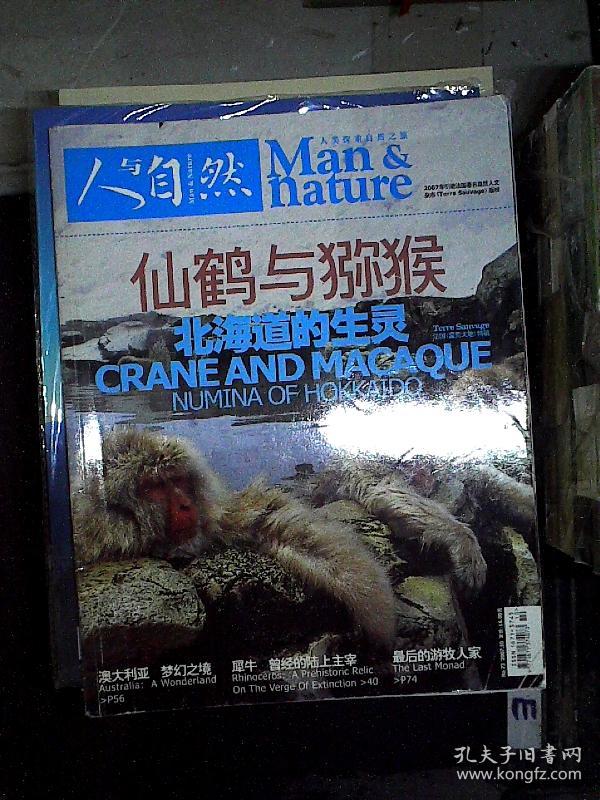 人类探索自然之旅
人与自然
Man & Nature
Man &
nature
2007年引进法国著名自然人文
杂志《Terre Sauvage》版权
仙鹤与猕猴
北海道的生灵
Terre Sauvage
CRANE AND MACAQUE
NUMINA OF HOKKAIDO
澳大利亚 梦幻之境
Australia: A Wonderland
>P56
犀牛 曾经的陆上主宰
Rhinoceros: A Prehistoric Relic
On The Verge Of Extinction >40
最后的游牧人家
The Last Monad
>P74
E
孔夫子旧书网
www.kongfz.com